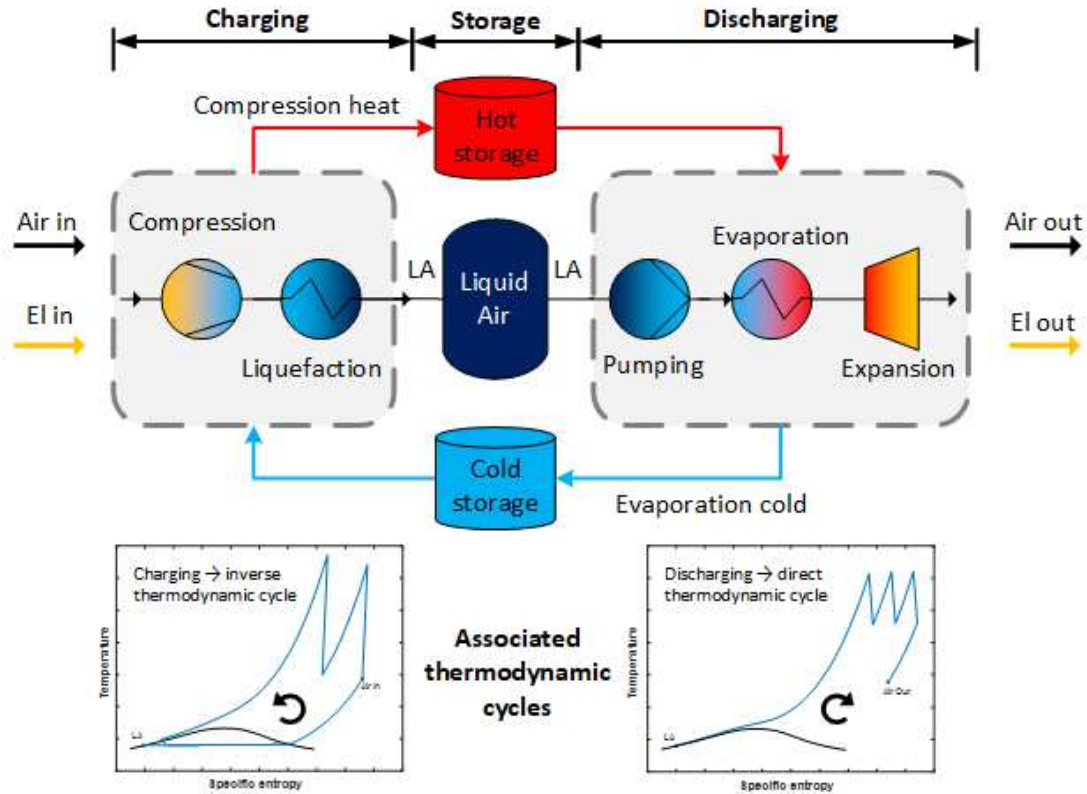 Charging
Storage
Discharging
Compression heat
Hot
storage
Air in
El in
Compression
Liquefaction
LA
Liquid
Air
LA
Pumping
Evaporation
Expansion
Air out
El out
Cold
storage
Evaporation cold
Charging → inverse
thermodynamic cycle
Temperature
Air In
LA
Specific entropy
Associated
thermodynamic
cycles
Discharging → direct
thermodynamic cycle
Temperature
Air Out
LA
Specific entropy